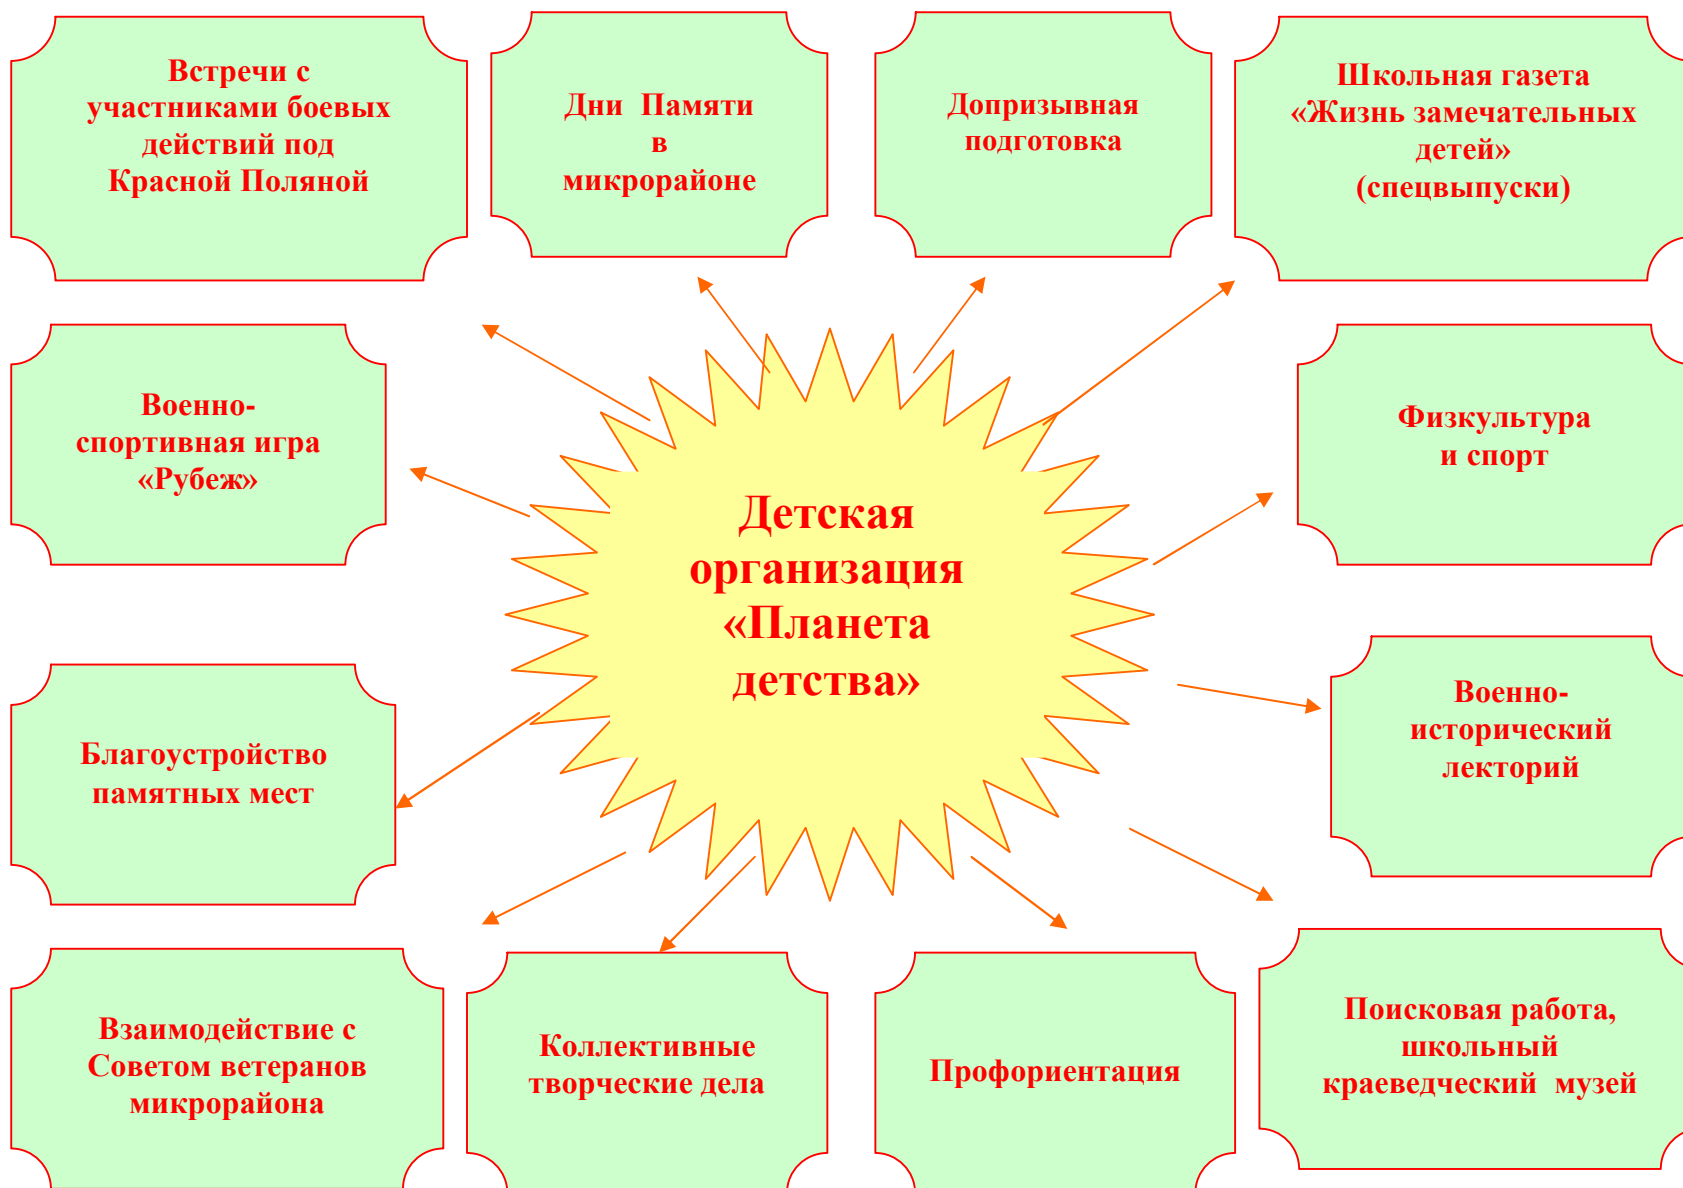 Встречи с
участниками боевых
действий под
Красной Поляной
Дни Памяти
в
микрорайоне
Допризывная
подготовка
Школьная газета
«Жизнь замечательных
детей»
(спецвыпуски)
Военно-
спортивная игра
«Рубеж»
Физкультура
и спорт
Детская
организация
«Планета
детства»
Благоустройство
памятных мест
Военно-
исторический
лекторий
Взаимодействие с
Советом ветеранов
микрорайона
Коллективные
творческие дела
Профориентация
Поисковая работа,
школьный
краеведческий музей